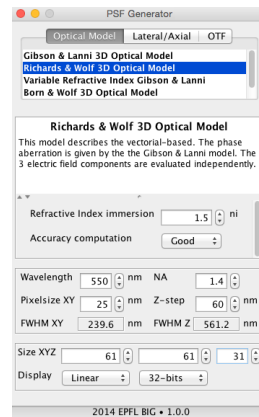 PSF Generator
Optical Model Lateral/Axial OTF
Gibson & Lanni 3D Optical Model
Richards & Wolf 3D Optical Model
Variable Refractive Index Gibson & Lanni
Born & Wolf 3D Optical Model
Richards & Wolf 3D Optical Model
This model describes the vectorial-based. The phase
aberration is given by the the Gibson & Lanni model. The
3 electric field components are evaluated independently.
Refractive Index immersion 1.5 ni
Accuracy computation Good
Wavelength 550 nm NA 1.4
Pixelsize XY 25 nm Z-step 60 nm
FWHM XY 239.6 nm FWHM Z 561.2 nm
Size XYZ 61 61 31
Display Linear 32-bits
2014 EPFL BIG • 1.0.0